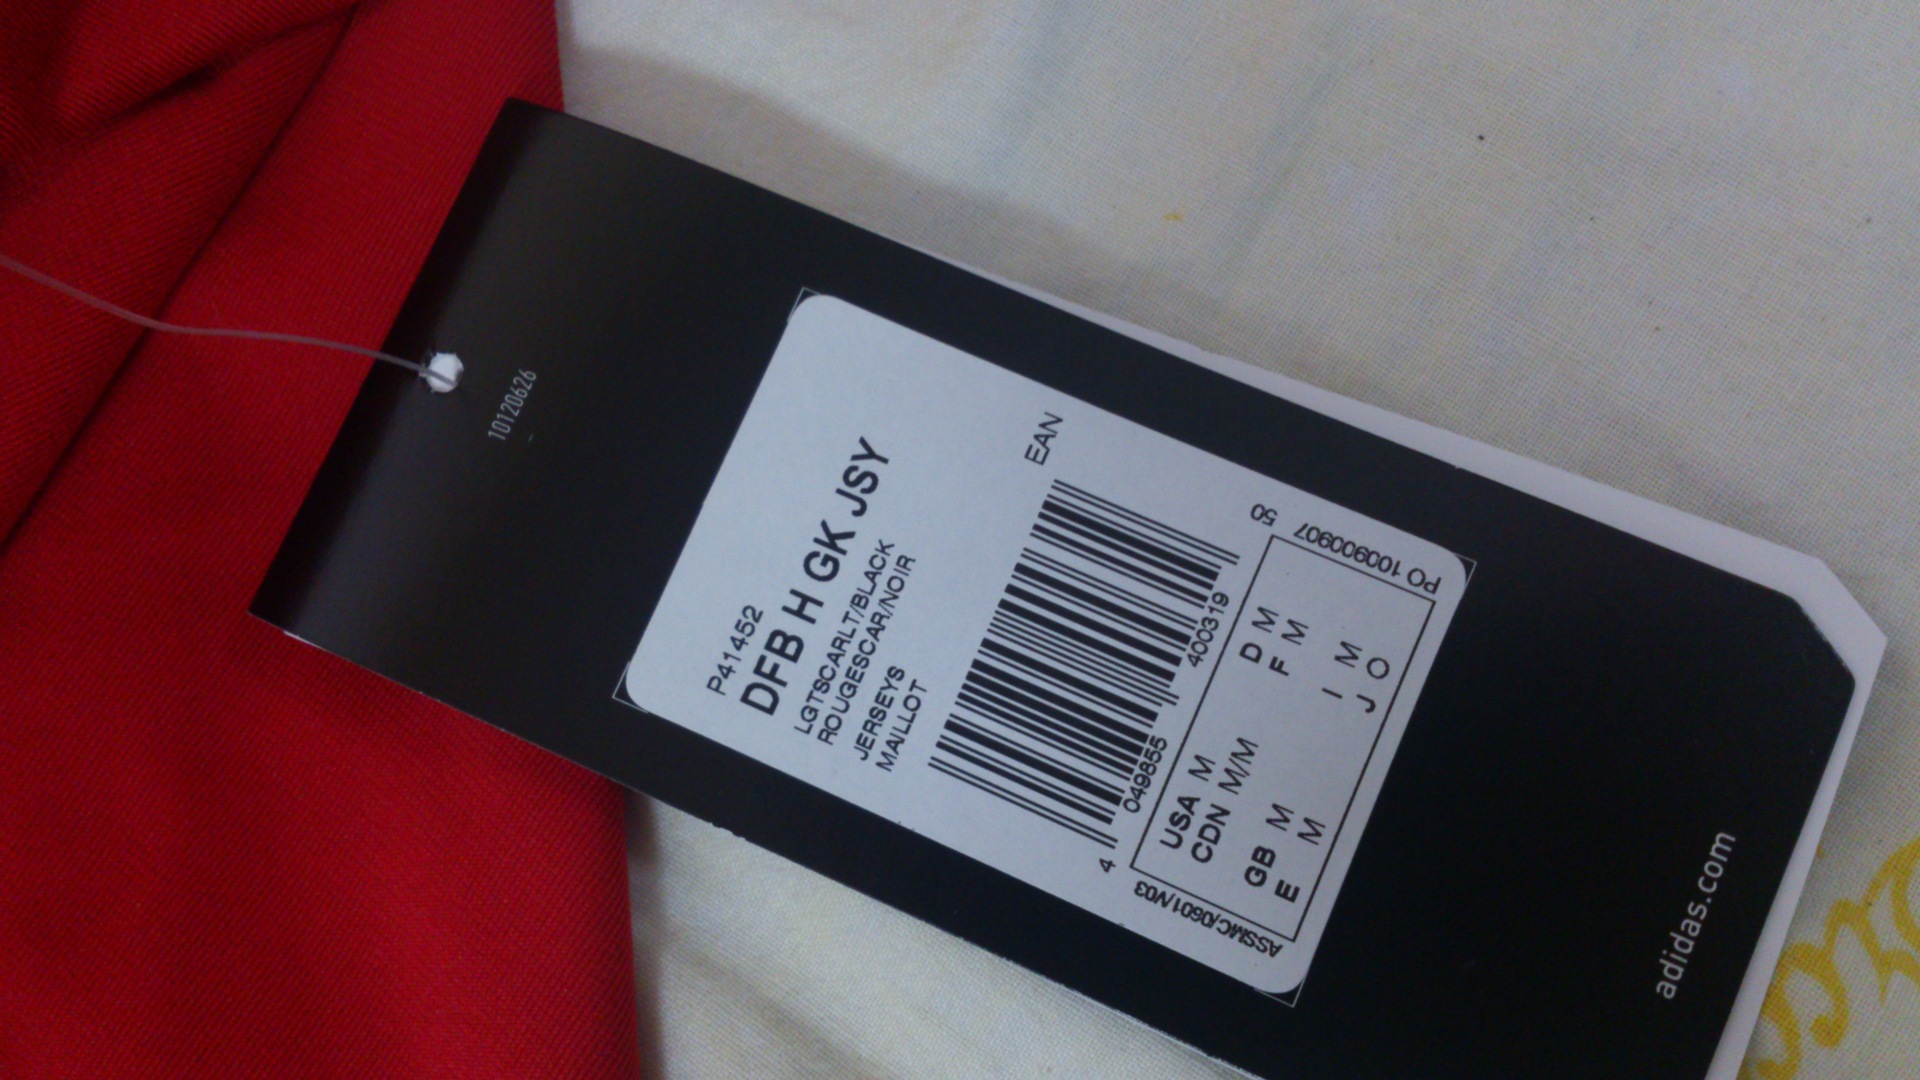 10120626
P41452
DFB H GK JSY
LGTSCARLT/BLACK
ROUGESCAR/NOIR
JERSEYS
MAILLOT
EAN
4 049855 400319
50
PO 100900907
USA M D M
CDN M/M F M
GB M I M
E M J O
ASSMC/0601/V03
adidas.com